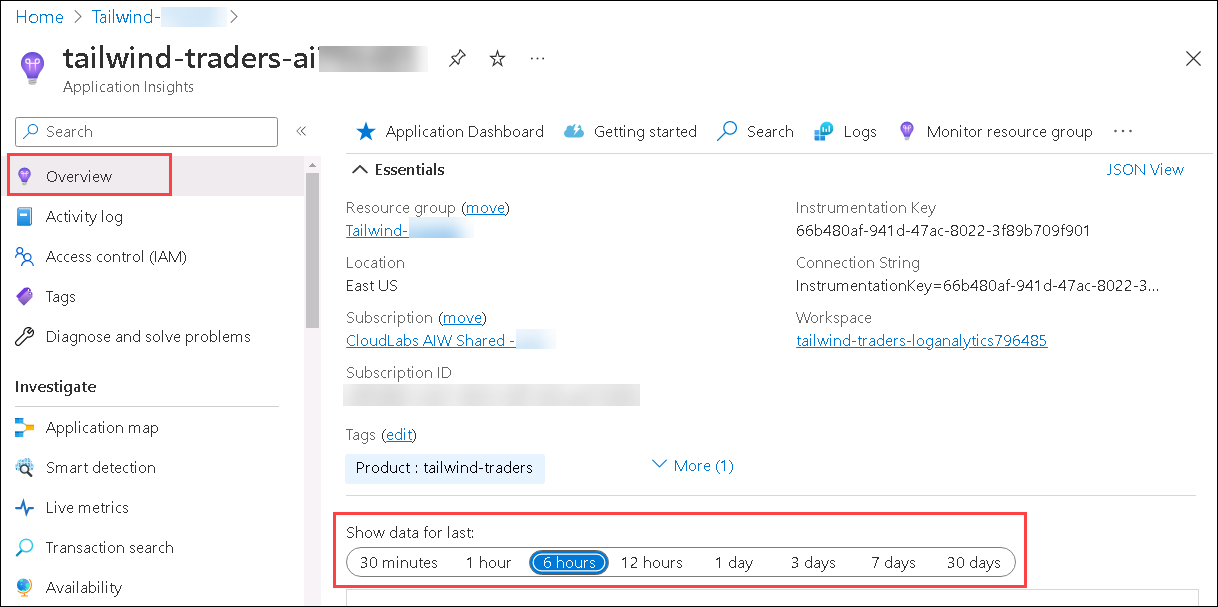 Home > Tailwind- >
tailwind-traders-ai
Application Insights
Search
«
Overview
Activity log
Access control (IAM)
Tags
Diagnose and solve problems
Investigate
Application map
Smart detection
Live metrics
Transaction search
Availability
Application Dashboard Getting started Search Logs Monitor resource group ...
Essentials JSON View
Resource group (move)
Tailwind-
Location
East US
Subscription (move)
CloudLabs AIW Shared -
Subscription ID
Instrumentation Key
66b480af-941d-47ac-8022-3f89b709f901
Connection String
InstrumentationKey=66b480af-941d-47ac-8022-3...
Workspace
tailwind-traders-loganalytics796485
Tags (edit)
Product : tailwind-traders More (1)
Show data for last:
30 minutes 1 hour 6 hours 12 hours 1 day 3 days 7 days 30 days